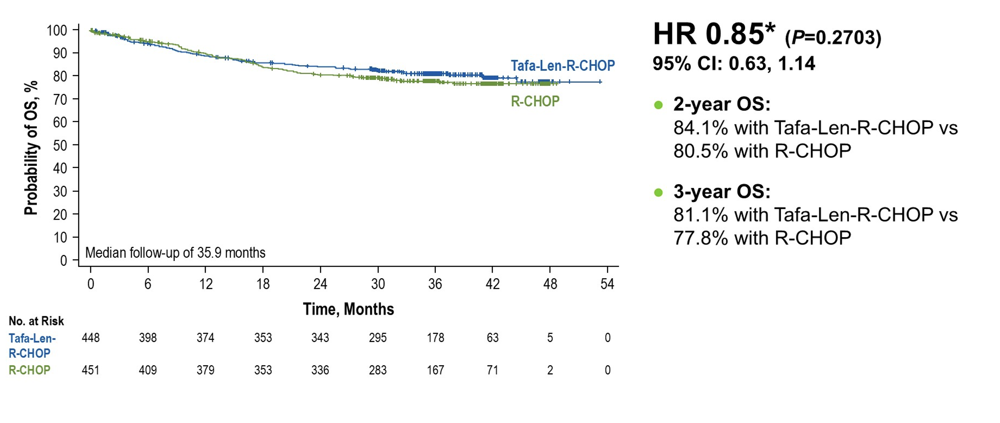 HR 0.85* (P=0.2703)
95% CI: 0.63, 1.14
2-year OS:
84.1% with Tafa-Len-R-CHOP vs
80.5% with R-CHOP
3-year OS:
81.1% with Tafa-Len-R-CHOP vs
77.8% with R-CHOP
Probability of OS, %
100
90
80
70
60
50
40
30
20
10
0
Tafa-Len-R-CHOP
R-CHOP
Median follow-up of 35.9 months
0 6 12 18 24 30 36 42 48 54
Time, Months
No. at Risk
Tafa-Len- 448 398 374 353 343 295 178 63 5 0
R-CHOP
R-CHOP 451 409 379 353 336 283 167 71 2 0